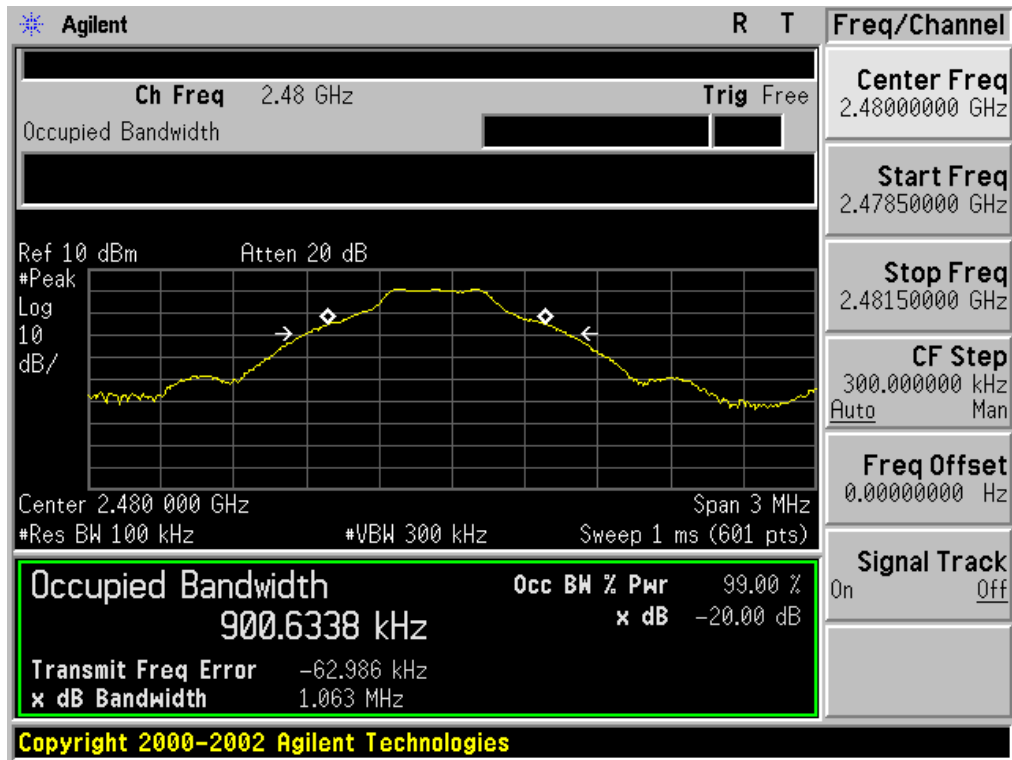 Agilent R T Freq/Channel
Ch Freq 2.48 GHz Trig Free
Occupied Bandwidth
Center Freq
2.48000000 GHz
Start Freq
2.47850000 GHz
Stop Freq
2.48150000 GHz
CF Step
300.000000 kHz
Auto Man
Freq Offset
0.00000000 Hz
Signal Track
On Off
Ref 10 dBm Atten 20 dB
#Peak
Log
10
dB/
Center 2.480 000 GHz Span 3 MHz
#Res BW 100 kHz #VBW 300 kHz Sweep 1 ms (601 pts)
Occupied Bandwidth Occ BW % Pwr 99.00 %
900.6338 kHz x dB -20.00 dB
Transmit Freq Error -62.986 kHz
x dB Bandwidth 1.063 MHz
Copyright 2000-2002 Agilent Technologies